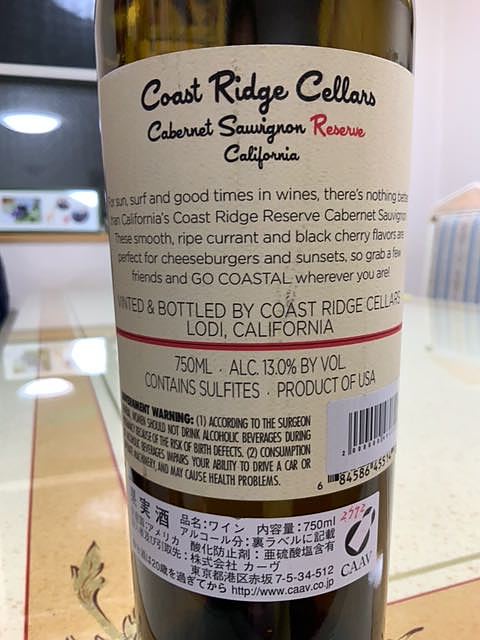 Coast Ridge Cellars
Cabernet Sauvignon Reserve
California
For sun, surf and good times in wines, there's nothing better
than California's Coast Ridge Reserve Cabernet Sauvignon
These smooth, ripe currant and black cherry flavors are
perfect for cheeseburgers and sunsets, so grab a few
friends and GO COASTAL wherever you are!
VINTED & BOTTLED BY COAST RIDGE CELLARS
LODI, CALIFORNIA
750ML · ALC. 13.0% BY VOL.
CONTAINS SULFITES · PRODUCT OF USA
WARNING: (1) ACCORDING TO THE SURGEON
WOMEN SHOULD NOT DRINK ALCOHOLIC BEVERAGES DURING
BECAUSE OF THE RISK OF BIRTH DEFECTS. (2) CONSUMPTION
BEVERAGES IMPAIRS YOUR ABILITY TO DRIVE A CAR OR
MACHINERY, AND MAY CAUSE HEALTH PROBLEMS.
果実酒 品名:ワイン 内容量:750ml
アメリカ アルコール分:裏ラベルに記載
酸化防止剤:亜硫酸塩含有
取先:株式会社 カーヴ
東京都港区赤坂 7-5-34-512
は20歳を過ぎてから http://www.caav.co.jp
CAAV